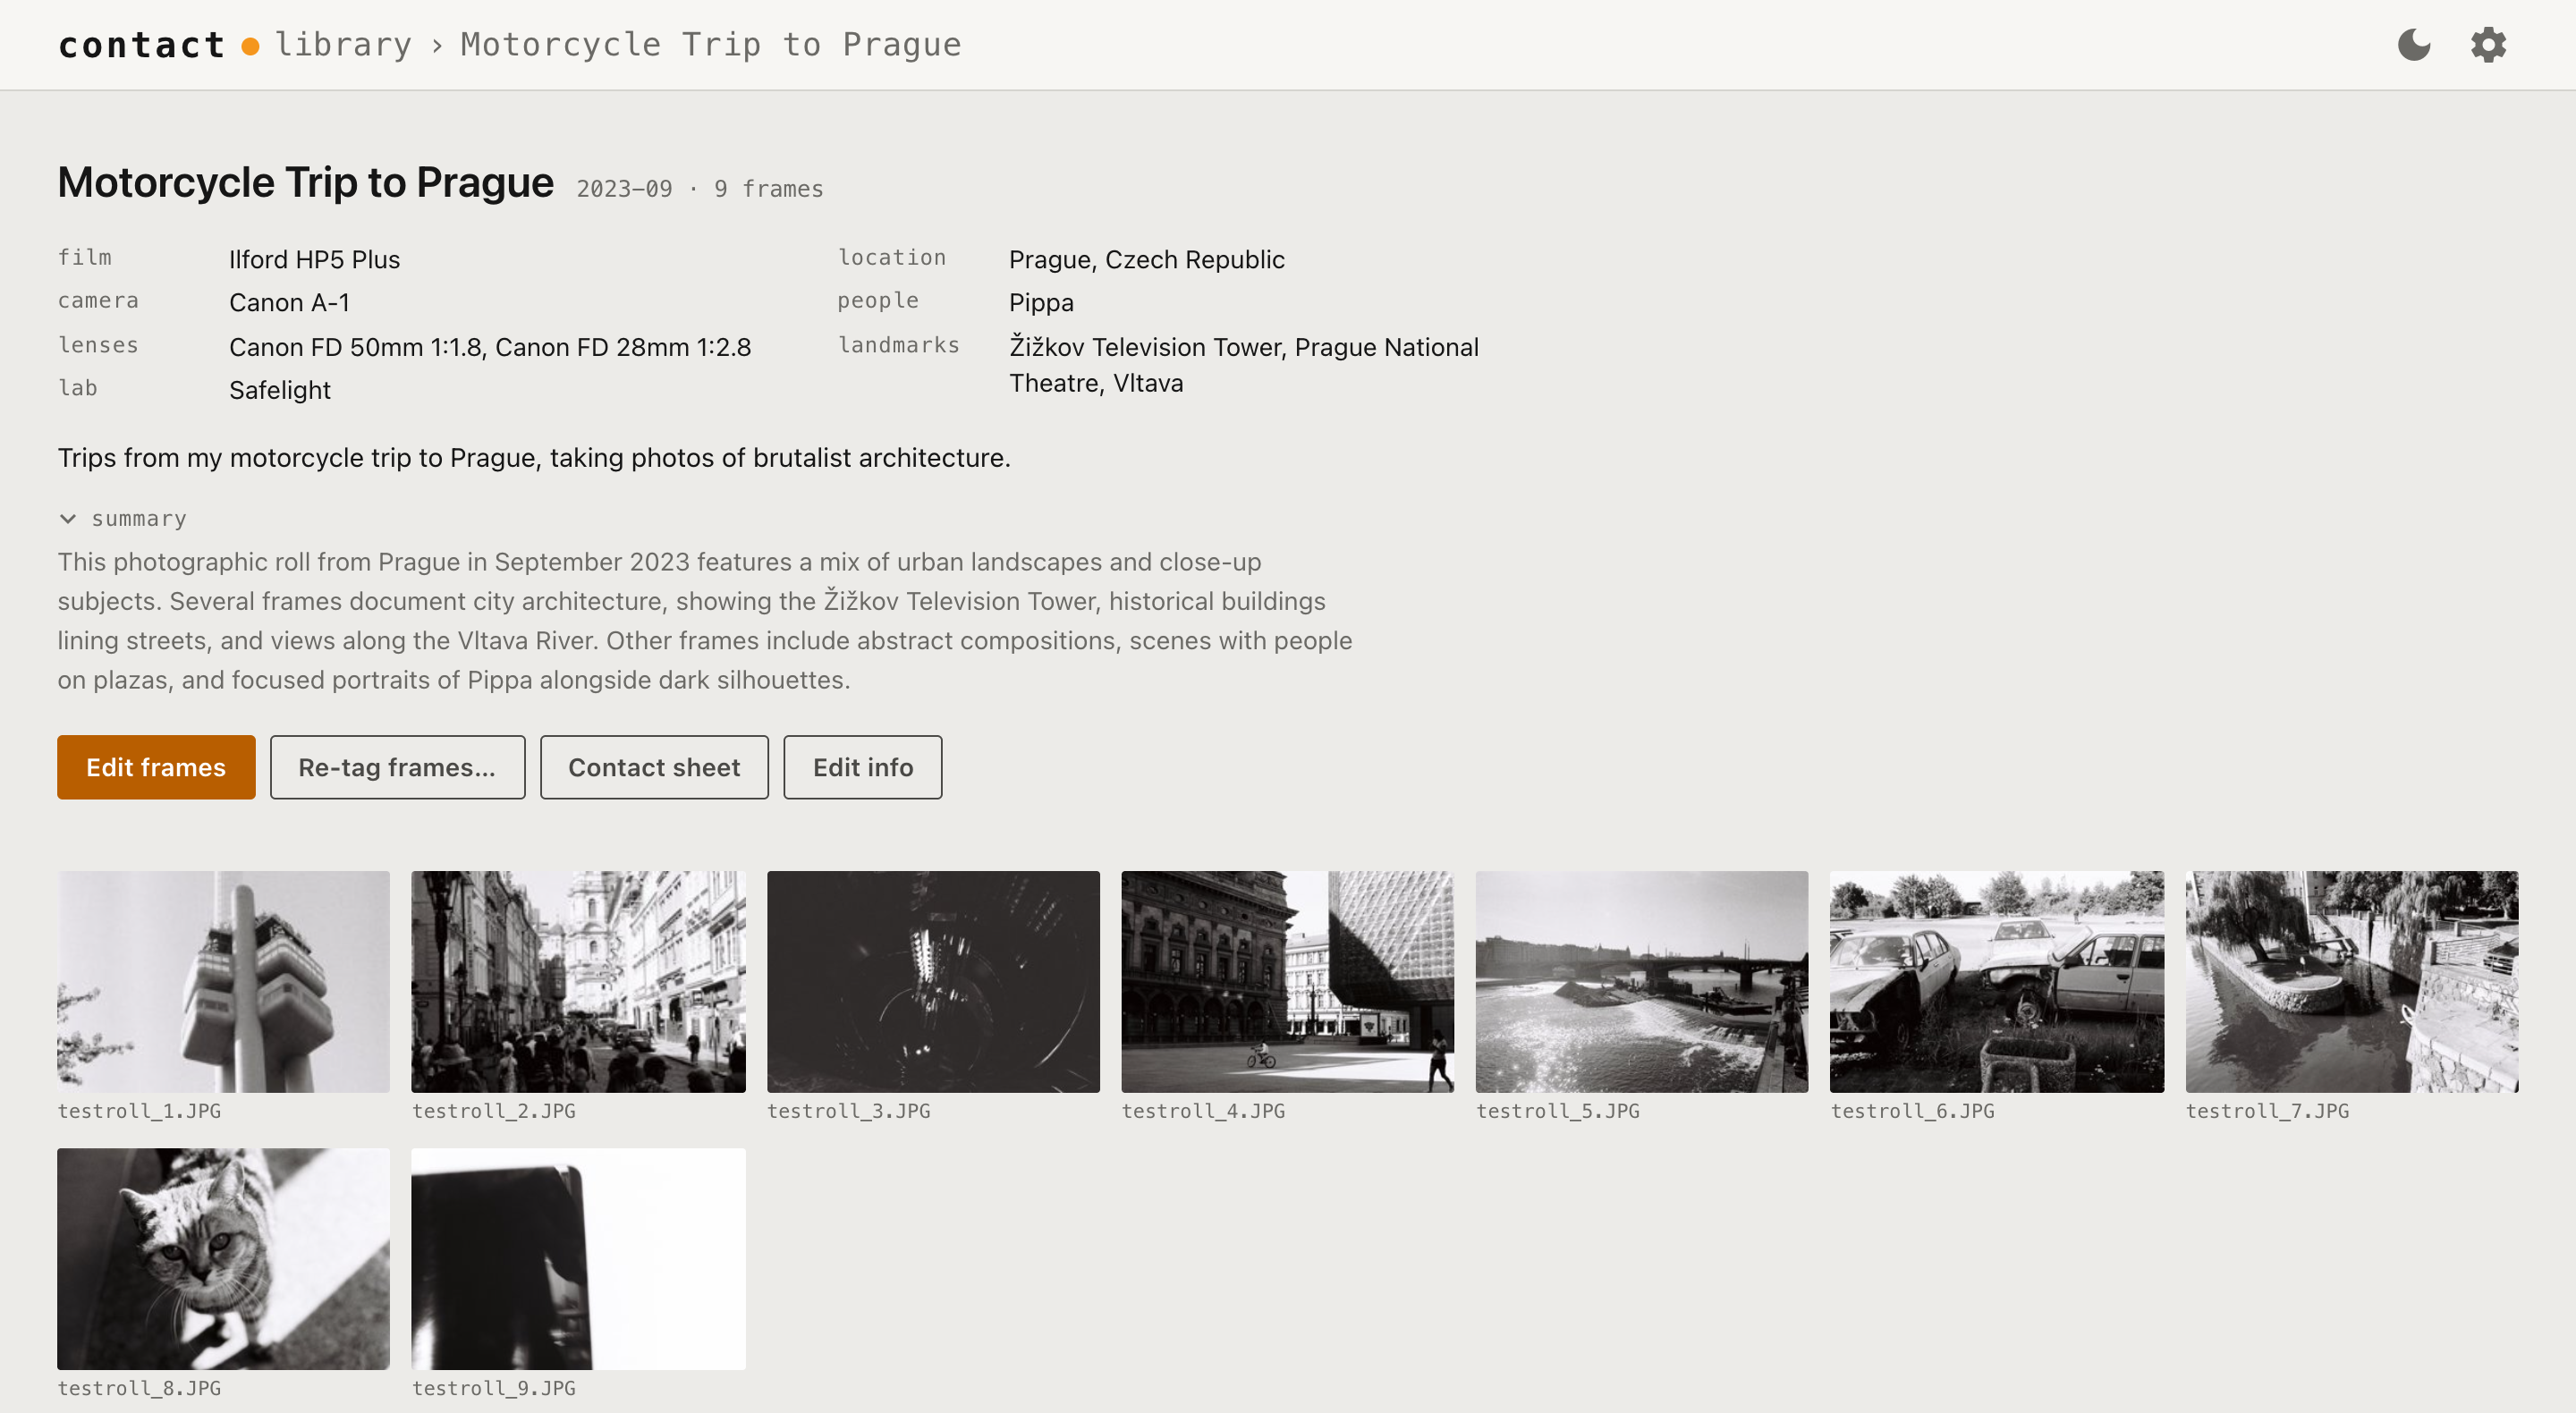 contact library › Motorcycle Trip to Prague
Motorcycle Trip to Prague 2023–09 · 9 frames
film Ilford HP5 Plus
camera Canon A-1
lenses Canon FD 50mm 1:1.8, Canon FD 28mm 1:2.8
lab Safelight
location Prague, Czech Republic
people Pippa
landmarks Žižkov Television Tower, Prague National
Theatre, Vltava
Trips from my motorcycle trip to Prague, taking photos of brutalist architecture.
summary
This photographic roll from Prague in September 2023 features a mix of urban landscapes and close-up
subjects. Several frames document city architecture, showing the Žižkov Television Tower, historical buildings
lining streets, and views along the Vltava River. Other frames include abstract compositions, scenes with people
on plazas, and focused portraits of Pippa alongside dark silhouettes.
Edit frames Re-tag frames... Contact sheet Edit info
testroll_1.JPG testroll_2.JPG testroll_3.JPG testroll_4.JPG testroll_5.JPG testroll_6.JPG testroll_7.JPG
testroll_8.JPG testroll_9.JPG